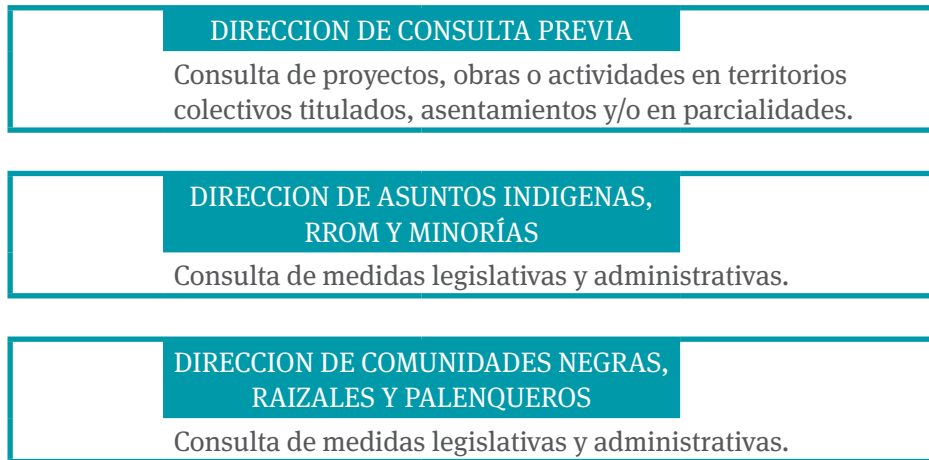 DIRECCION DE CONSULTA PREVIA
Consulta de proyectos, obras o actividades en territorios
colectivos titulados, asentamientos y/o en parcialidades.
DIRECCION DE ASUNTOS INDIGENAS,
RROM Y MINORÍAS
Consulta de medidas legislativas y administrativas.
DIRECCION DE COMUNIDADES NEGRAS,
RAIZALES Y PALENQUEROS
Consulta de medidas legislativas y administrativas.